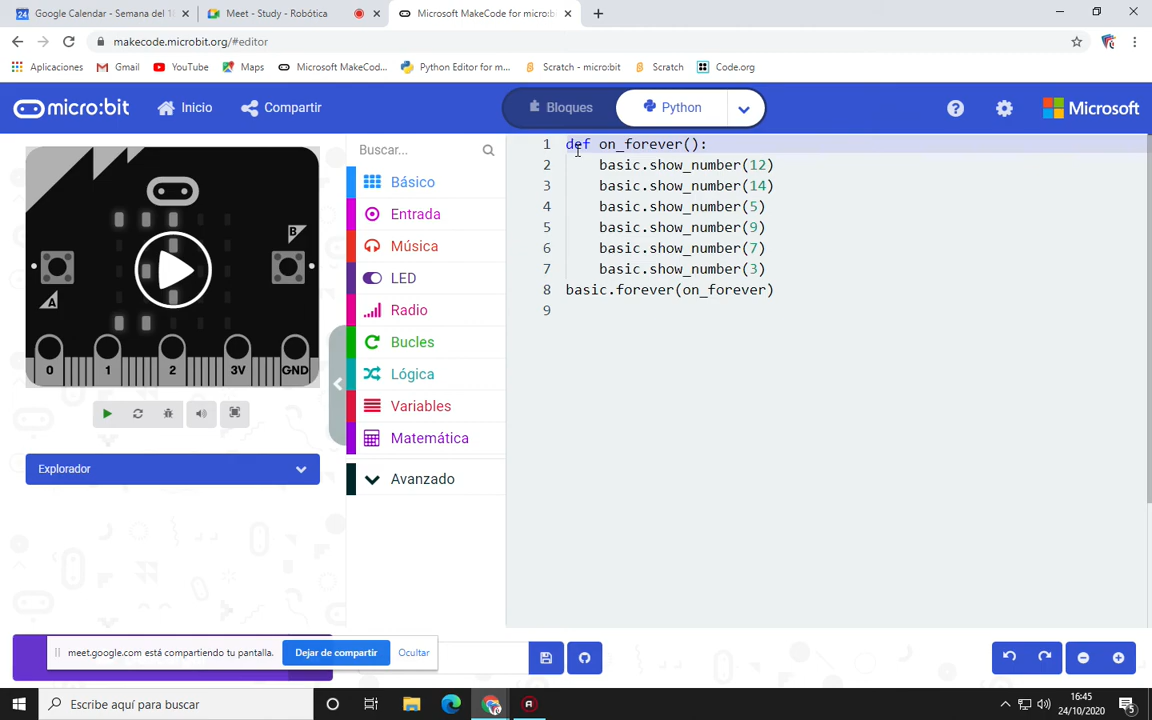 24 Google Calendar - Semana del 1
Meet - Study - Robótica
Microsoft MakeCode for micro:b
makecode.microbit.org/#editor
Aplicaciones
Gmail
YouTube
Maps
Microsoft MakeCod...
Python Editor for m...
Scratch - micro:bit
Scratch
Code.org
micro:bit
Inicio
Compartir
Bloques
Python
Microsoft
Buscar...
Básico
Entrada
Música
LED
Radio
Bucles
Lógica
Variables
Matemática
Avanzado
1 def on_forever():
2 basic.show_number(12)
3 basic.show_number(14)
4 basic.show_number(5)
5 basic.show_number(9)
6 basic.show_number(7)
7 basic.show_number(3)
8 basic.forever(on_forever)
9
A
B
0 1 2 3V GND
Explorador
meet.google.com está compartiendo tu pantalla.
Dejar de compartir
Ocultar
Escribe aquí para buscar
16:45
24/10/2020
5